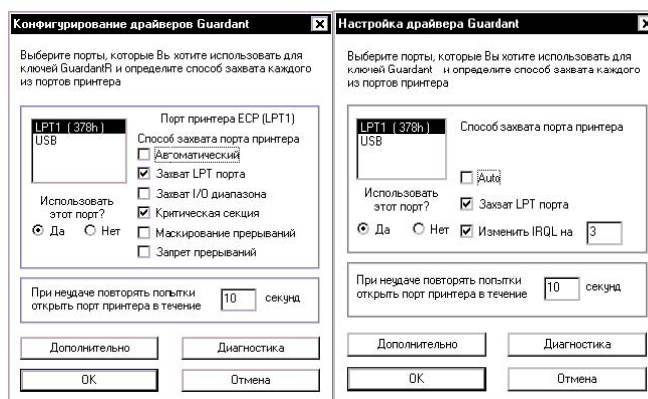 Конфигурирование драйверов Guardant
Выберите порты, которые Вы хотите использовать для
ключей GuardantR и определите способ захвата каждого
из портов принтера
LPT1 (378h)
USB
Порт принтера ECP (LPT1)
Способ захвата порта принтера
Автоматический
Захват LPT порта
Захват I/O диапазона
Критическая секция
Маскирование прерываний
Запрет прерываний
Использовать
этот порт?
Да
Нет
При неудаче повторять попытки
открыть порт принтера в течение
10
секунд
Дополнительно
Диагностика
OK
Отмена
Настройка драйвера Guardant
Выберите порты, которые Вы хотите использовать для
ключей Guardant и определите способ захвата каждого
из портов принтера
LPT1 (378h)
USB
Способ захвата порта принтера
Auto
Захват LPT порта
Изменить IRQL на
3
Использовать
этот порт?
Да
Нет
При неудаче повторять попытки
открыть порт принтера в течение
10
секунд
Дополнительно
Диагностика
OK
Отмена